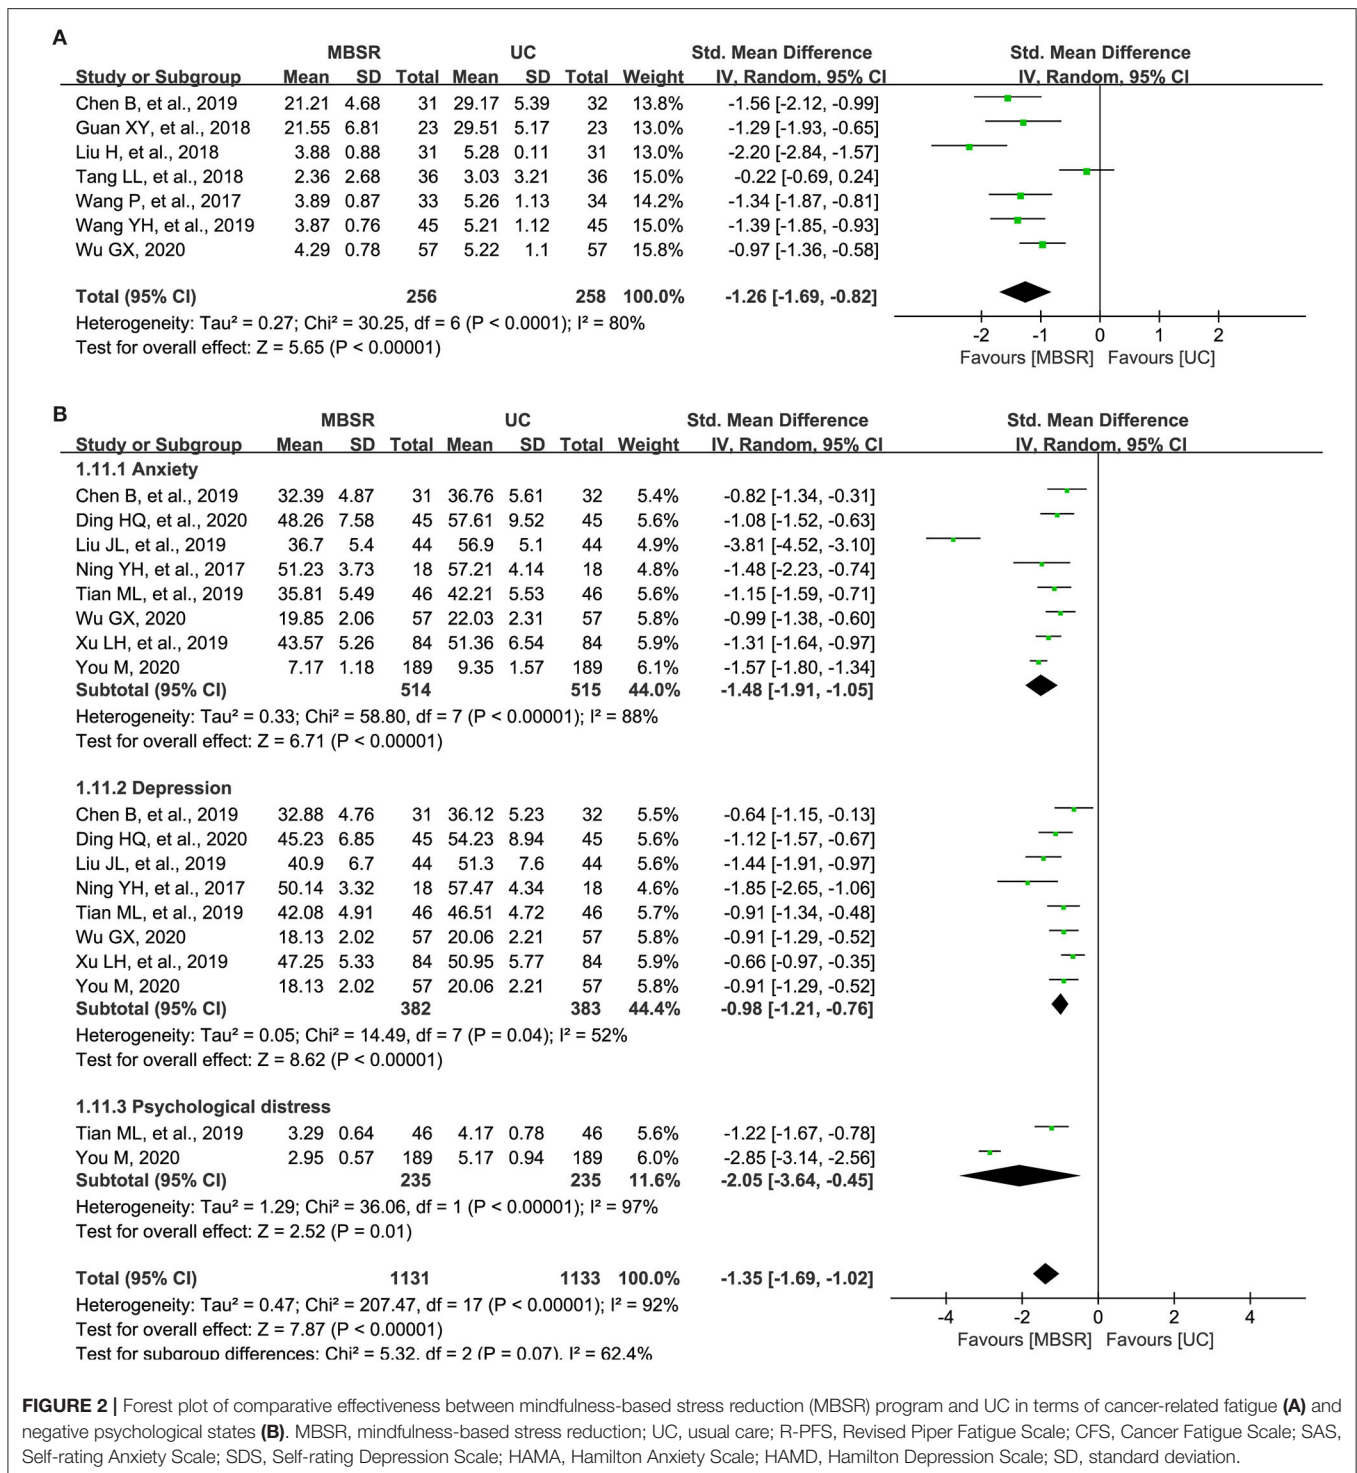 A
MBSR UC Std. Mean Difference Std. Mean Difference
Study or Subgroup Mean SD Total Mean SD Total Weight IV, Random, 95% CI IV, Random, 95% CI
Chen B, et al., 2019 21.21 4.68 31 29.17 5.39 32 13.8% -1.56 [-2.12, -0.99]
Guan XY, et al., 2018 21.55 6.81 23 29.51 5.17 23 13.0% -1.29 [-1.93, -0.65]
Liu H, et al., 2018 3.88 0.88 31 5.28 0.11 31 13.0% -2.20 [-2.84, -1.57]
Tang LL, et al., 2018 2.36 2.68 36 3.03 3.21 36 15.0% -0.22 [-0.69, 0.24]
Wang P, et al., 2017 3.89 0.87 33 5.26 1.13 34 14.2% -1.34 [-1.87, -0.81]
Wang YH, et al., 2019 3.87 0.76 45 5.21 1.12 45 15.0% -1.39 [-1.85, -0.93]
Wu GX, 2020 4.29 0.78 57 5.22 1.1 57 15.8% -0.97 [-1.36, -0.58]
Total (95% CI) 256 258 100.0% -1.26 [-1.69, -0.82]
Heterogeneity: Tau² = 0.27; Chi² = 30.25, df = 6 (P < 0.0001); I² = 80%
Test for overall effect: Z = 5.65 (P < 0.00001)
-2 -1 0 1 2
Favours [MBSR] Favours [UC]
B
MBSR UC Std. Mean Difference Std. Mean Difference
Study or Subgroup Mean SD Total Mean SD Total Weight IV, Random, 95% CI IV, Random, 95% CI
1.11.1 Anxiety
Chen B, et al., 2019 32.39 4.87 31 36.76 5.61 32 5.4% -0.82 [-1.34, -0.31]
Ding HQ, et al., 2020 48.26 7.58 45 57.61 9.52 45 5.6% -1.08 [-1.52, -0.63]
Liu JL, et al., 2019 36.7 5.4 44 56.9 5.1 44 4.9% -3.81 [-4.52, -3.10]
Ning YH, et al., 2017 51.23 3.73 18 57.21 4.14 18 4.8% -1.48 [-2.23, -0.74]
Tian ML, et al., 2019 35.81 5.49 46 42.21 5.53 46 5.6% -1.15 [-1.59, -0.71]
Wu GX, 2020 19.85 2.06 57 22.03 2.31 57 5.8% -0.99 [-1.38, -0.60]
Xu LH, et al., 2019 43.57 5.26 84 51.36 6.54 84 5.9% -1.31 [-1.64, -0.97]
You M, 2020 7.17 1.18 189 9.35 1.57 189 6.1% -1.57 [-1.80, -1.34]
Subtotal (95% CI) 514 515 44.0% -1.48 [-1.91, -1.05]
Heterogeneity: Tau² = 0.33; Chi² = 58.80, df = 7 (P < 0.00001); I² = 88%
Test for overall effect: Z = 6.71 (P < 0.00001)
1.11.2 Depression
Chen B, et al., 2019 32.88 4.76 31 36.12 5.23 32 5.5% -0.64 [-1.15, -0.13]
Ding HQ, et al., 2020 45.23 6.85 45 54.23 8.94 45 5.6% -1.12 [-1.57, -0.67]
Liu JL, et al., 2019 40.9 6.7 44 51.3 7.6 44 5.6% -1.44 [-1.91, -0.97]
Ning YH, et al., 2017 50.14 3.32 18 57.47 4.34 18 4.6% -1.85 [-2.65, -1.06]
Tian ML, et al., 2019 42.08 4.91 46 46.51 4.72 46 5.7% -0.91 [-1.34, -0.48]
Wu GX, 2020 18.13 2.02 57 20.06 2.21 57 5.8% -0.91 [-1.29, -0.52]
Xu LH, et al., 2019 47.25 5.33 84 50.95 5.77 84 5.9% -0.66 [-0.97, -0.35]
You M, 2020 18.13 2.02 57 20.06 2.21 57 5.8% -0.91 [-1.29, -0.52]
Subtotal (95% CI) 382 383 44.4% -0.98 [-1.21, -0.76]
Heterogeneity: Tau² = 0.05; Chi² = 14.49, df = 7 (P = 0.04); I² = 52%
Test for overall effect: Z = 8.62 (P < 0.00001)
1.11.3 Psychological distress
Tian ML, et al., 2019 3.29 0.64 46 4.17 0.78 46 5.6% -1.22 [-1.67, -0.78]
You M, 2020 2.95 0.57 189 5.17 0.94 189 6.0% -2.85 [-3.14, -2.56]
Subtotal (95% CI) 235 235 11.6% -2.05 [-3.64, -0.45]
Heterogeneity: Tau² = 1.29; Chi² = 36.06, df = 1 (P < 0.00001); I² = 97%
Test for overall effect: Z = 2.52 (P = 0.01)
Total (95% CI) 1131 1133 100.0% -1.35 [-1.69, -1.02]
Heterogeneity: Tau² = 0.47; Chi² = 207.47, df = 17 (P < 0.00001); I² = 92%
Test for overall effect: Z = 7.87 (P < 0.00001)
Test for subgroup differences: Chi² = 5.32, df = 2 (P = 0.07), I² = 62.4%
-4 -2 0 2 4
Favours [MBSR] Favours [UC]
FIGURE 2 | Forest plot of comparative effectiveness between mindfulness-based stress reduction (MBSR) program and UC in terms of cancer-related fatigue (A) and
negative psychological states (B). MBSR, mindfulness-based stress reduction; UC, usual care; R-PFS, Revised Piper Fatigue Scale; CFS, Cancer Fatigue Scale; SAS,
Self-rating Anxiety Scale; SDS, Self-rating Depression Scale; HAMA, Hamilton Anxiety Scale; HAMD, Hamilton Depression Scale; SD, standard deviation.